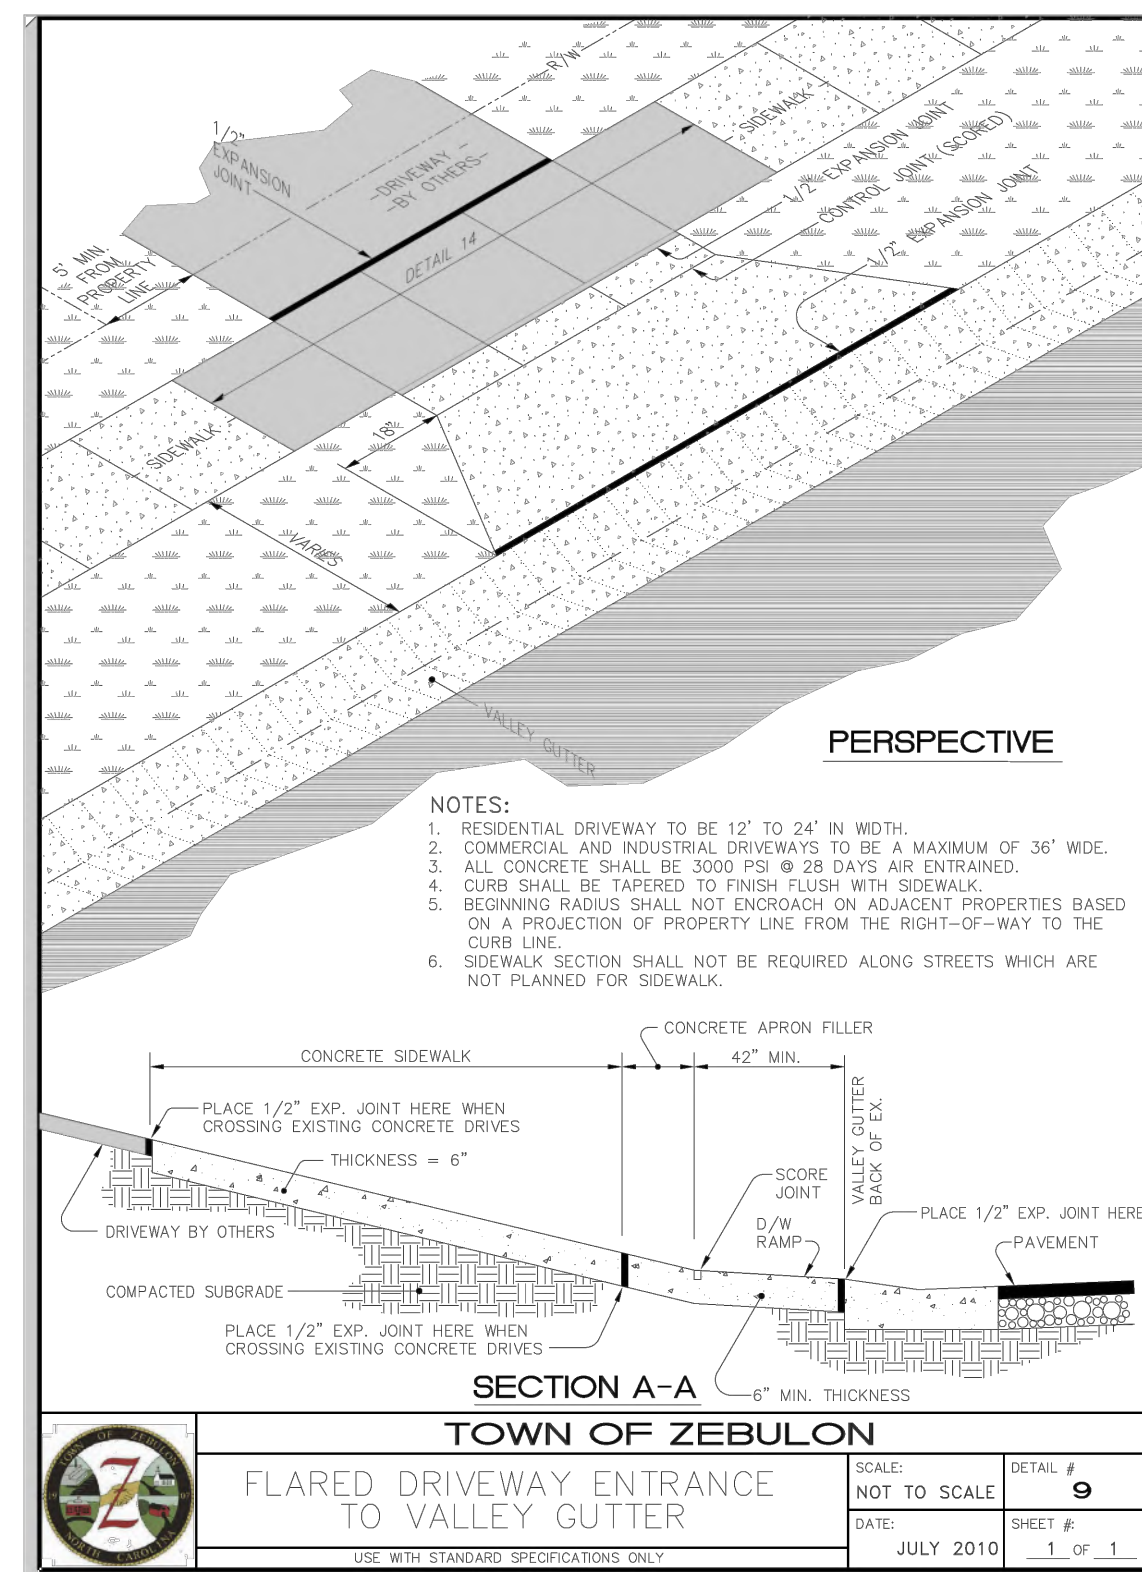 R/W
SIDEWALK
1/2" EXPANSION JOINT
CONTROL JOINT (SCORED)
1/2" EXPANSION JOINT
1/2"
EXPANSION
JOINT
DRIVEWAY
BY OTHERS
DETAIL 14
5' MIN.
FROM
PROPERTY
LINE
SIDEWALK
18"
VARIES
VALLEY GUTTER
PERSPECTIVE
NOTES:
1. RESIDENTIAL DRIVEWAY TO BE 12' TO 24' IN WIDTH.
2. COMMERCIAL AND INDUSTRIAL DRIVEWAYS TO BE A MAXIMUM OF 36' WIDE.
3. ALL CONCRETE SHALL BE 3000 PSI @ 28 DAYS AIR ENTRAINED.
4. CURB SHALL BE TAPERED TO FINISH FLUSH WITH SIDEWALK.
5. BEGINNING RADIUS SHALL NOT ENCROACH ON ADJACENT PROPERTIES BASED
ON A PROJECTION OF PROPERTY LINE FROM THE RIGHT-OF-WAY TO THE
CURB LINE.
6. SIDEWALK SECTION SHALL NOT BE REQUIRED ALONG STREETS WHICH ARE
NOT PLANNED FOR SIDEWALK.
CONCRETE APRON FILLER
CONCRETE SIDEWALK
42" MIN.
VALLEY GUTTER
BACK OF EX.
PLACE 1/2" EXP. JOINT HERE WHEN
CROSSING EXISTING CONCRETE DRIVES
THICKNESS = 6"
SCORE
JOINT
D/W
RAMP
PLACE 1/2" EXP. JOINT HERE
PAVEMENT
DRIVEWAY BY OTHERS
COMPACTED SUBGRADE
PLACE 1/2" EXP. JOINT HERE WHEN
CROSSING EXISTING CONCRETE DRIVES
SECTION A-A
6" MIN. THICKNESS
TOWN OF ZEBULON
TOWN OF ZEBULON
Z
19 07
NORTH CAROLINA
FLARED DRIVEWAY ENTRANCE
TO VALLEY GUTTER
USE WITH STANDARD SPECIFICATIONS ONLY
SCALE:
NOT TO SCALE
DETAIL #
9
DATE:
JULY 2010
SHEET #:
1 OF 1